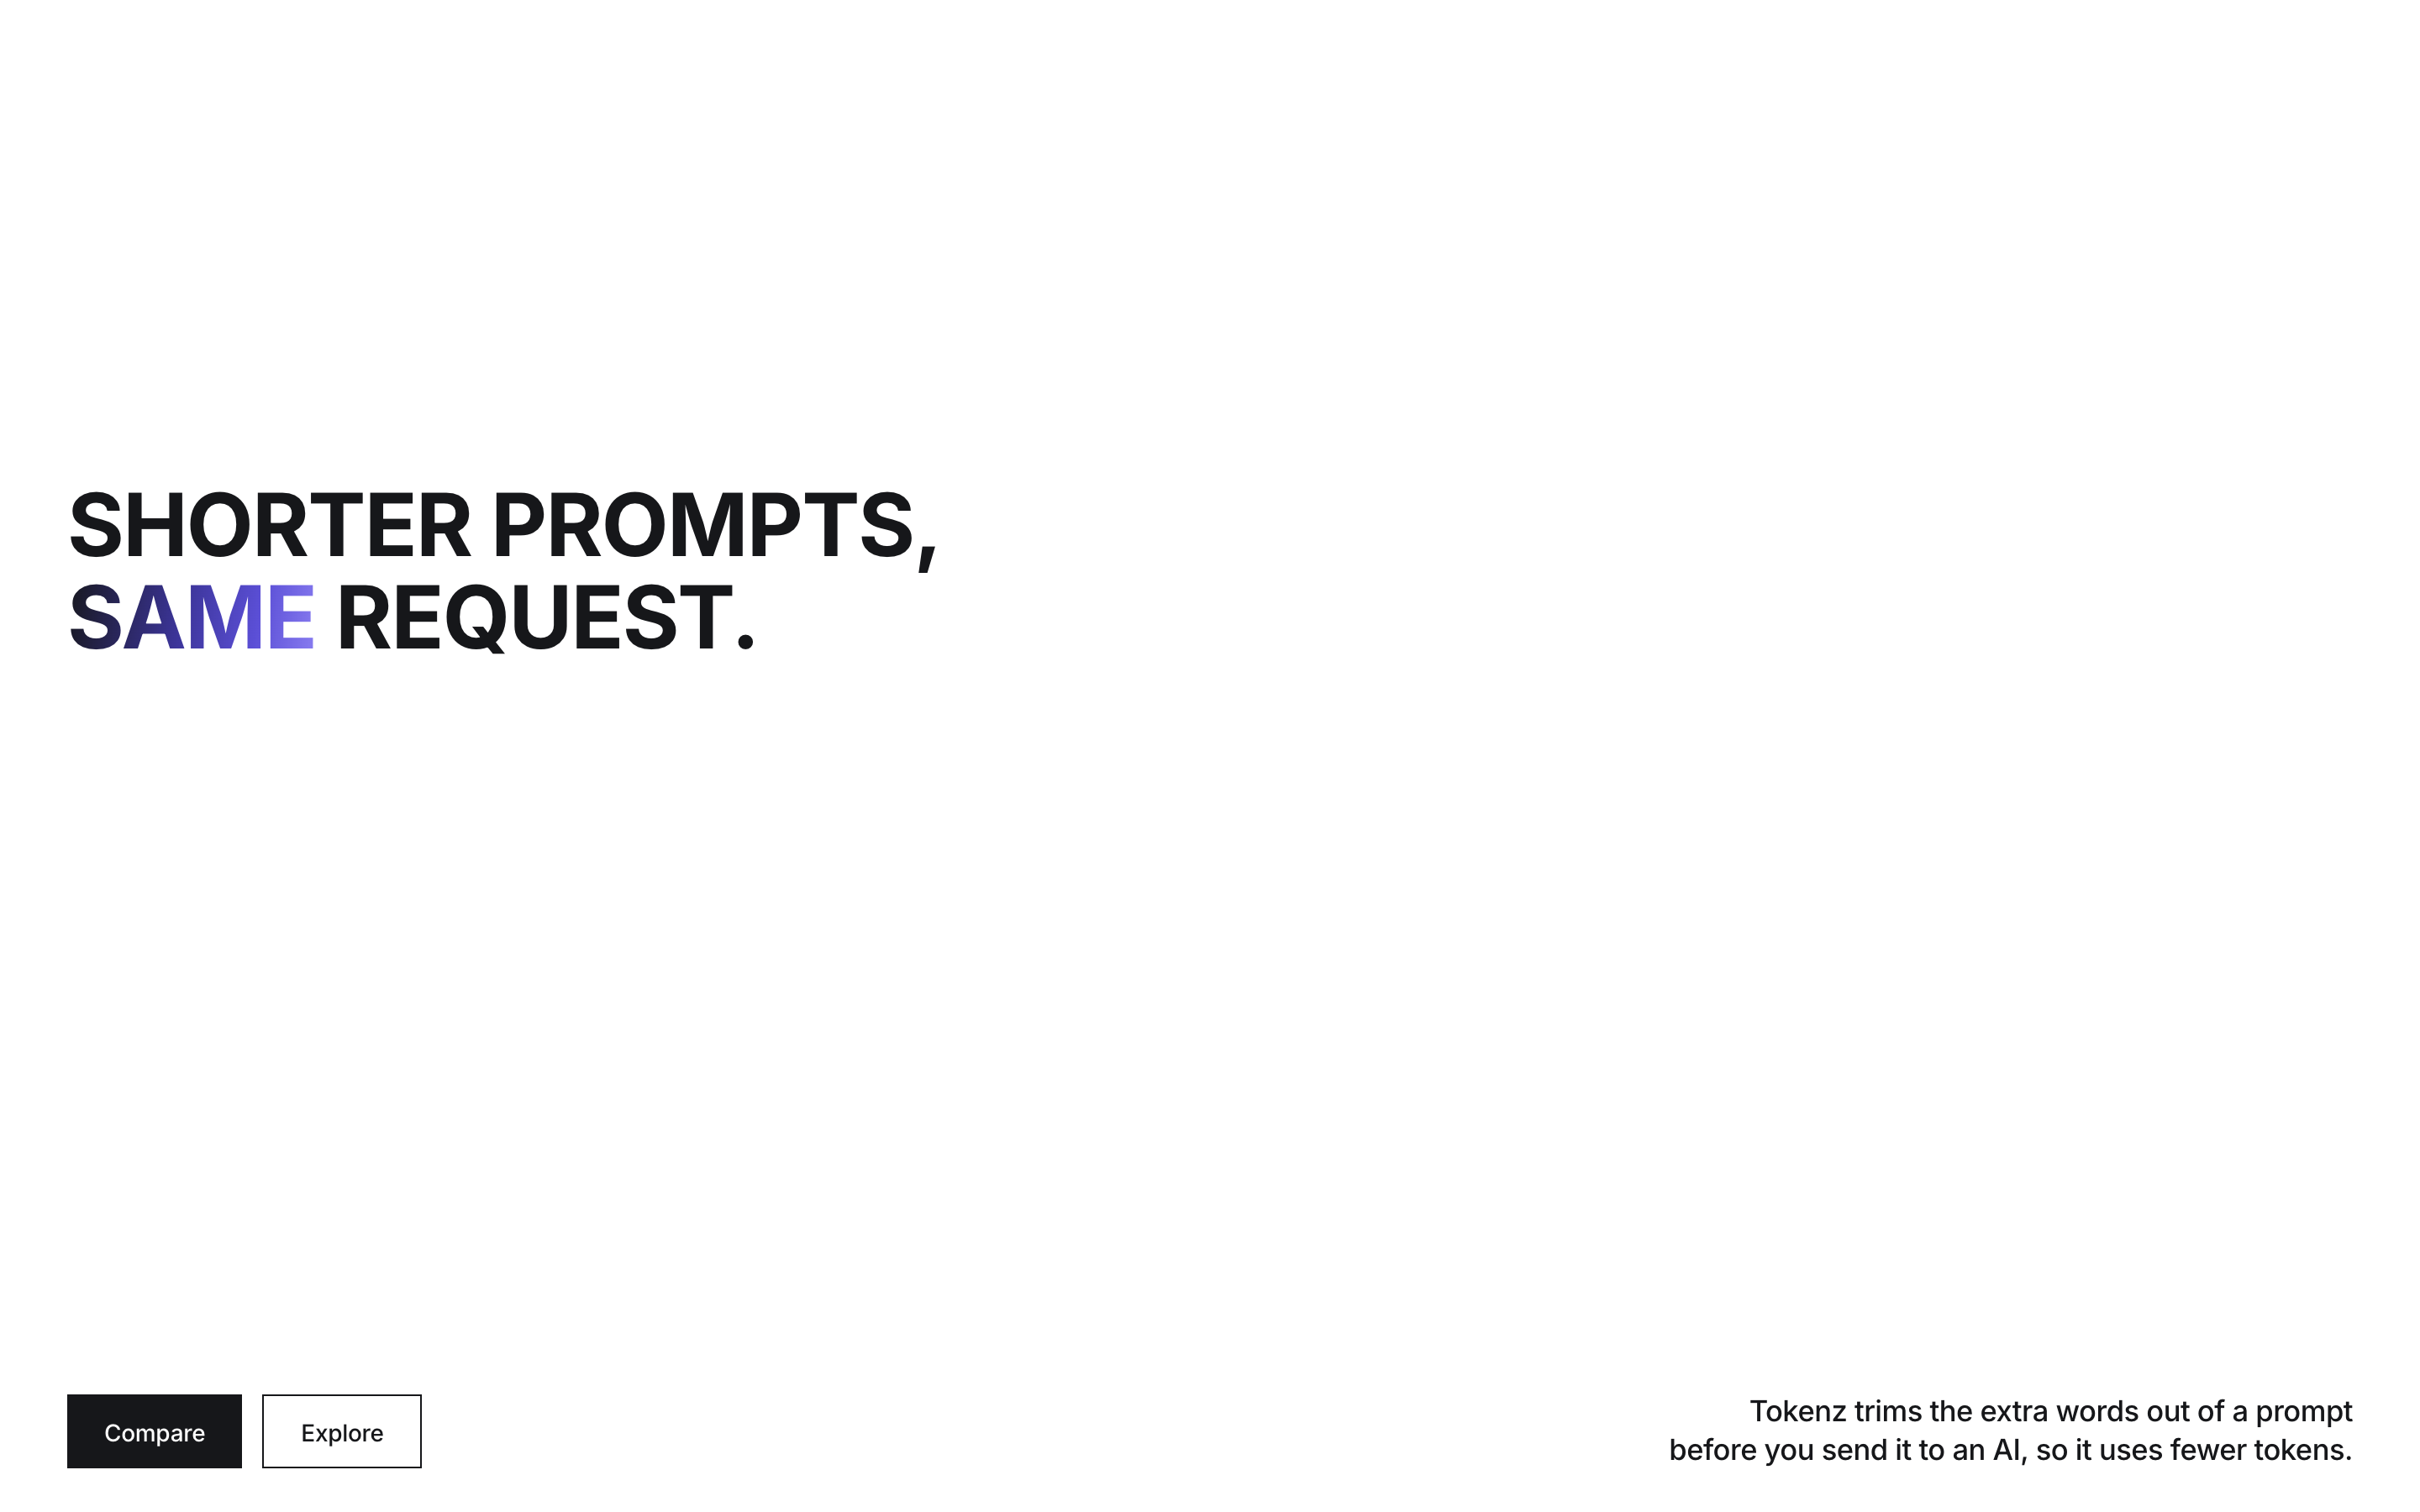 SHORTER PROMPTS,
SAME REQUEST.
Compare
Explore
Tokenz trims the extra words out of a prompt
before you send it to an AI, so it uses fewer tokens.